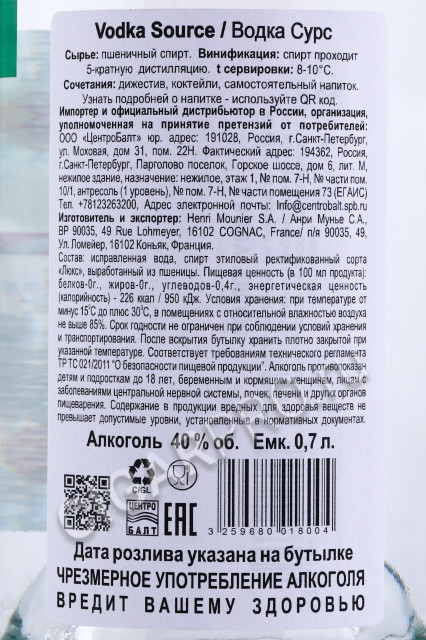 Vodka Source / Водка Сурс
Сырье: пшеничный спирт. Винификация: спирт проходит
5-кратную дистилляцию. t сервировки: 8-10°C.
Сочетания: дижестив, коктейли, самостоятельный напиток.
Узнать подробней о напитке - используйте QR код.
Импортер и официальный дистрибьютор в России, организация,
уполномоченная на принятие претензий от потребителей:
ООО «ЦентроБалт» юр. адрес: 191028, Россия, г.Санкт-Петербург,
ул. Моховая, дом 31, пом. 22Н. Фактический адрес: 194362, Россия,
г.Санкт-Петербург, Парголово поселок, Горское шоссе, дом 6, лит. М,
нежилое здание, назначение: нежилое, этаж 1, № пом. 7-Н, № части пом.
10/1, антресоль (1 уровень), № пом. 7-Н, № части помещения 73 (ЕГАИС)
Тел. +78123263200, Адрес электронной почты: Info@centrobalt.spb.ru
Изготовитель и экспортер: Henri Mounier S.A. / Анри Мунье С.А.,
BP 90035, 49 Rue Lohmeyer, 16102 COGNAC, France/ п/я 90035, 49,
Ул. Ломейер, 16102 Коньяк, Франция.
Состав: исправленная вода, спирт этиловый ректификованный сорта
«Люкс», выработанный из пшеницы. Пищевая ценность (в 100 мл продукта):
белков-0г., жиров-0г., углеводов-0,4г., энергетическая ценность
(калорийность) - 226 ккал / 950 кДж. Условия хранения: при температуре от
минус 15°С до плюс 30°С, в помещениях с относительной влажностью воздуха
не выше 85%. Срок годности не ограничен при соблюдении условий хранения
и транспортирования. После вскрытия бутылку хранить плотно закрытой при
указанной температуре. Соответствует требованиям технического регламента
ТР ТС 021/2011 "О безопасности пищевой продукции". Алкоголь противопоказан
детям и подросткам до 18 лет, беременным и кормящим женщинам, лицам с
заболеваниями центральной нервной системы, почек, печени и других органов
пищеварения. Содержание в продукции вредных для здоровья веществ не
превышает допустимые уровни, установленные в нормативных документах.
Алкоголь 40 % об. Емк. 0,7 л.
C/GL
ЦЕНТРО
БАЛТ
EAC
3 259680 018004
Дата розлива указана на бутылке
ЧРЕЗМЕРНОЕ УПОТРЕБЛЕНИЕ АЛКОГОЛЯ
ВРЕДИТ ВАШЕМУ ЗДОРОВЬЮ